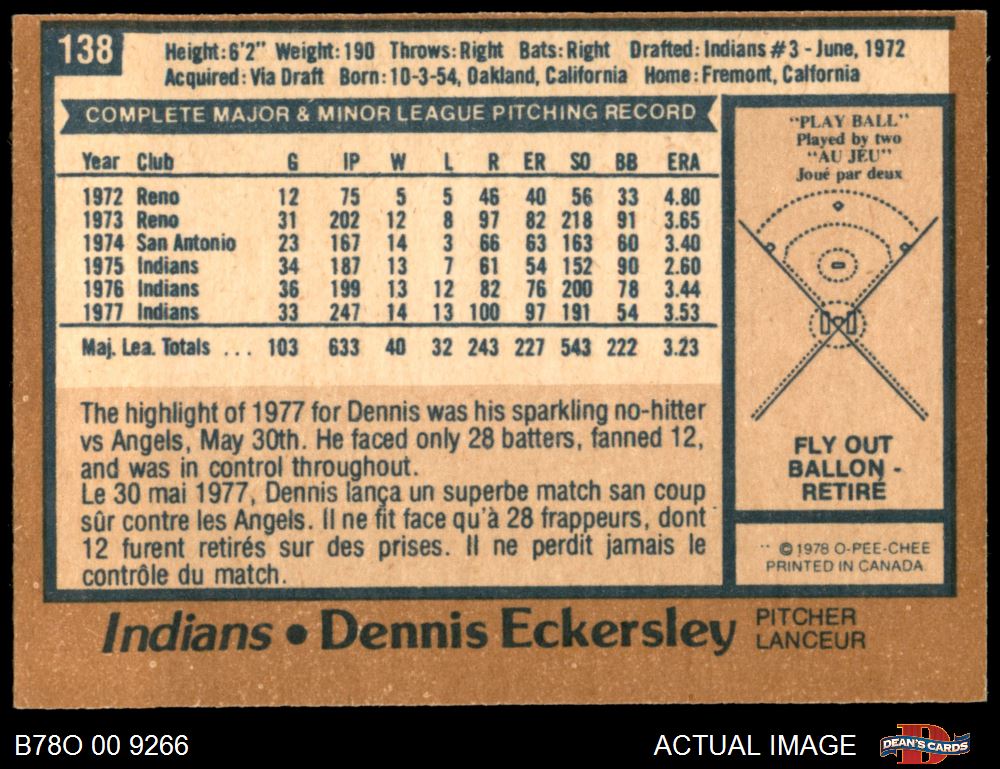 138
Height:6'2" Weight:190 Throws:Right Bats:Right Drafted:Indians #3 - June, 1972
Acquired:Via Draft Born:10-3-54, Oakland, California Home:Fremont, Calfornia
COMPLETE MAJOR & MINOR LEAGUE PITCHING RECORD
Year Club G IP W L R ER SO BB ERA
1972 Reno 12 75 5 5 46 40 56 33 4.80
1973 Reno 31 202 12 8 97 82 218 91 3.65
1974 San Antonio 23 167 14 3 66 63 163 60 3.40
1975 Indians 34 187 13 7 61 54 152 90 2.60
1976 Indians 36 199 13 12 82 76 200 78 3.44
1977 Indians 33 247 14 13 100 97 191 54 3.53
Maj. Lea. Totals ... 103 633 40 32 243 227 543 222 3.23
The highlight of 1977 for Dennis was his sparkling no-hitter
vs Angels, May 30th. He faced only 28 batters, fanned 12,
and was in control throughout.
Le 30 mai 1977, Dennis lança un superbe match san coup
sûr contre les Angels. Il ne fit face qu'à 28 frappeurs, dont
12 furent retirés sur des prises. Il ne perdit jamais le
contrôle du match.
"PLAY BALL"
Played by two
"AU JEU"
Joué par deux
FLY OUT
BALLON -
RETIRÉ
© 1978 O-PEE-CHEE
PRINTED IN CANADA.
Indians • Dennis Eckersley
PITCHER
LANCEUR
B78O 00 9266
ACTUAL IMAGE
DEAN'S CARDS